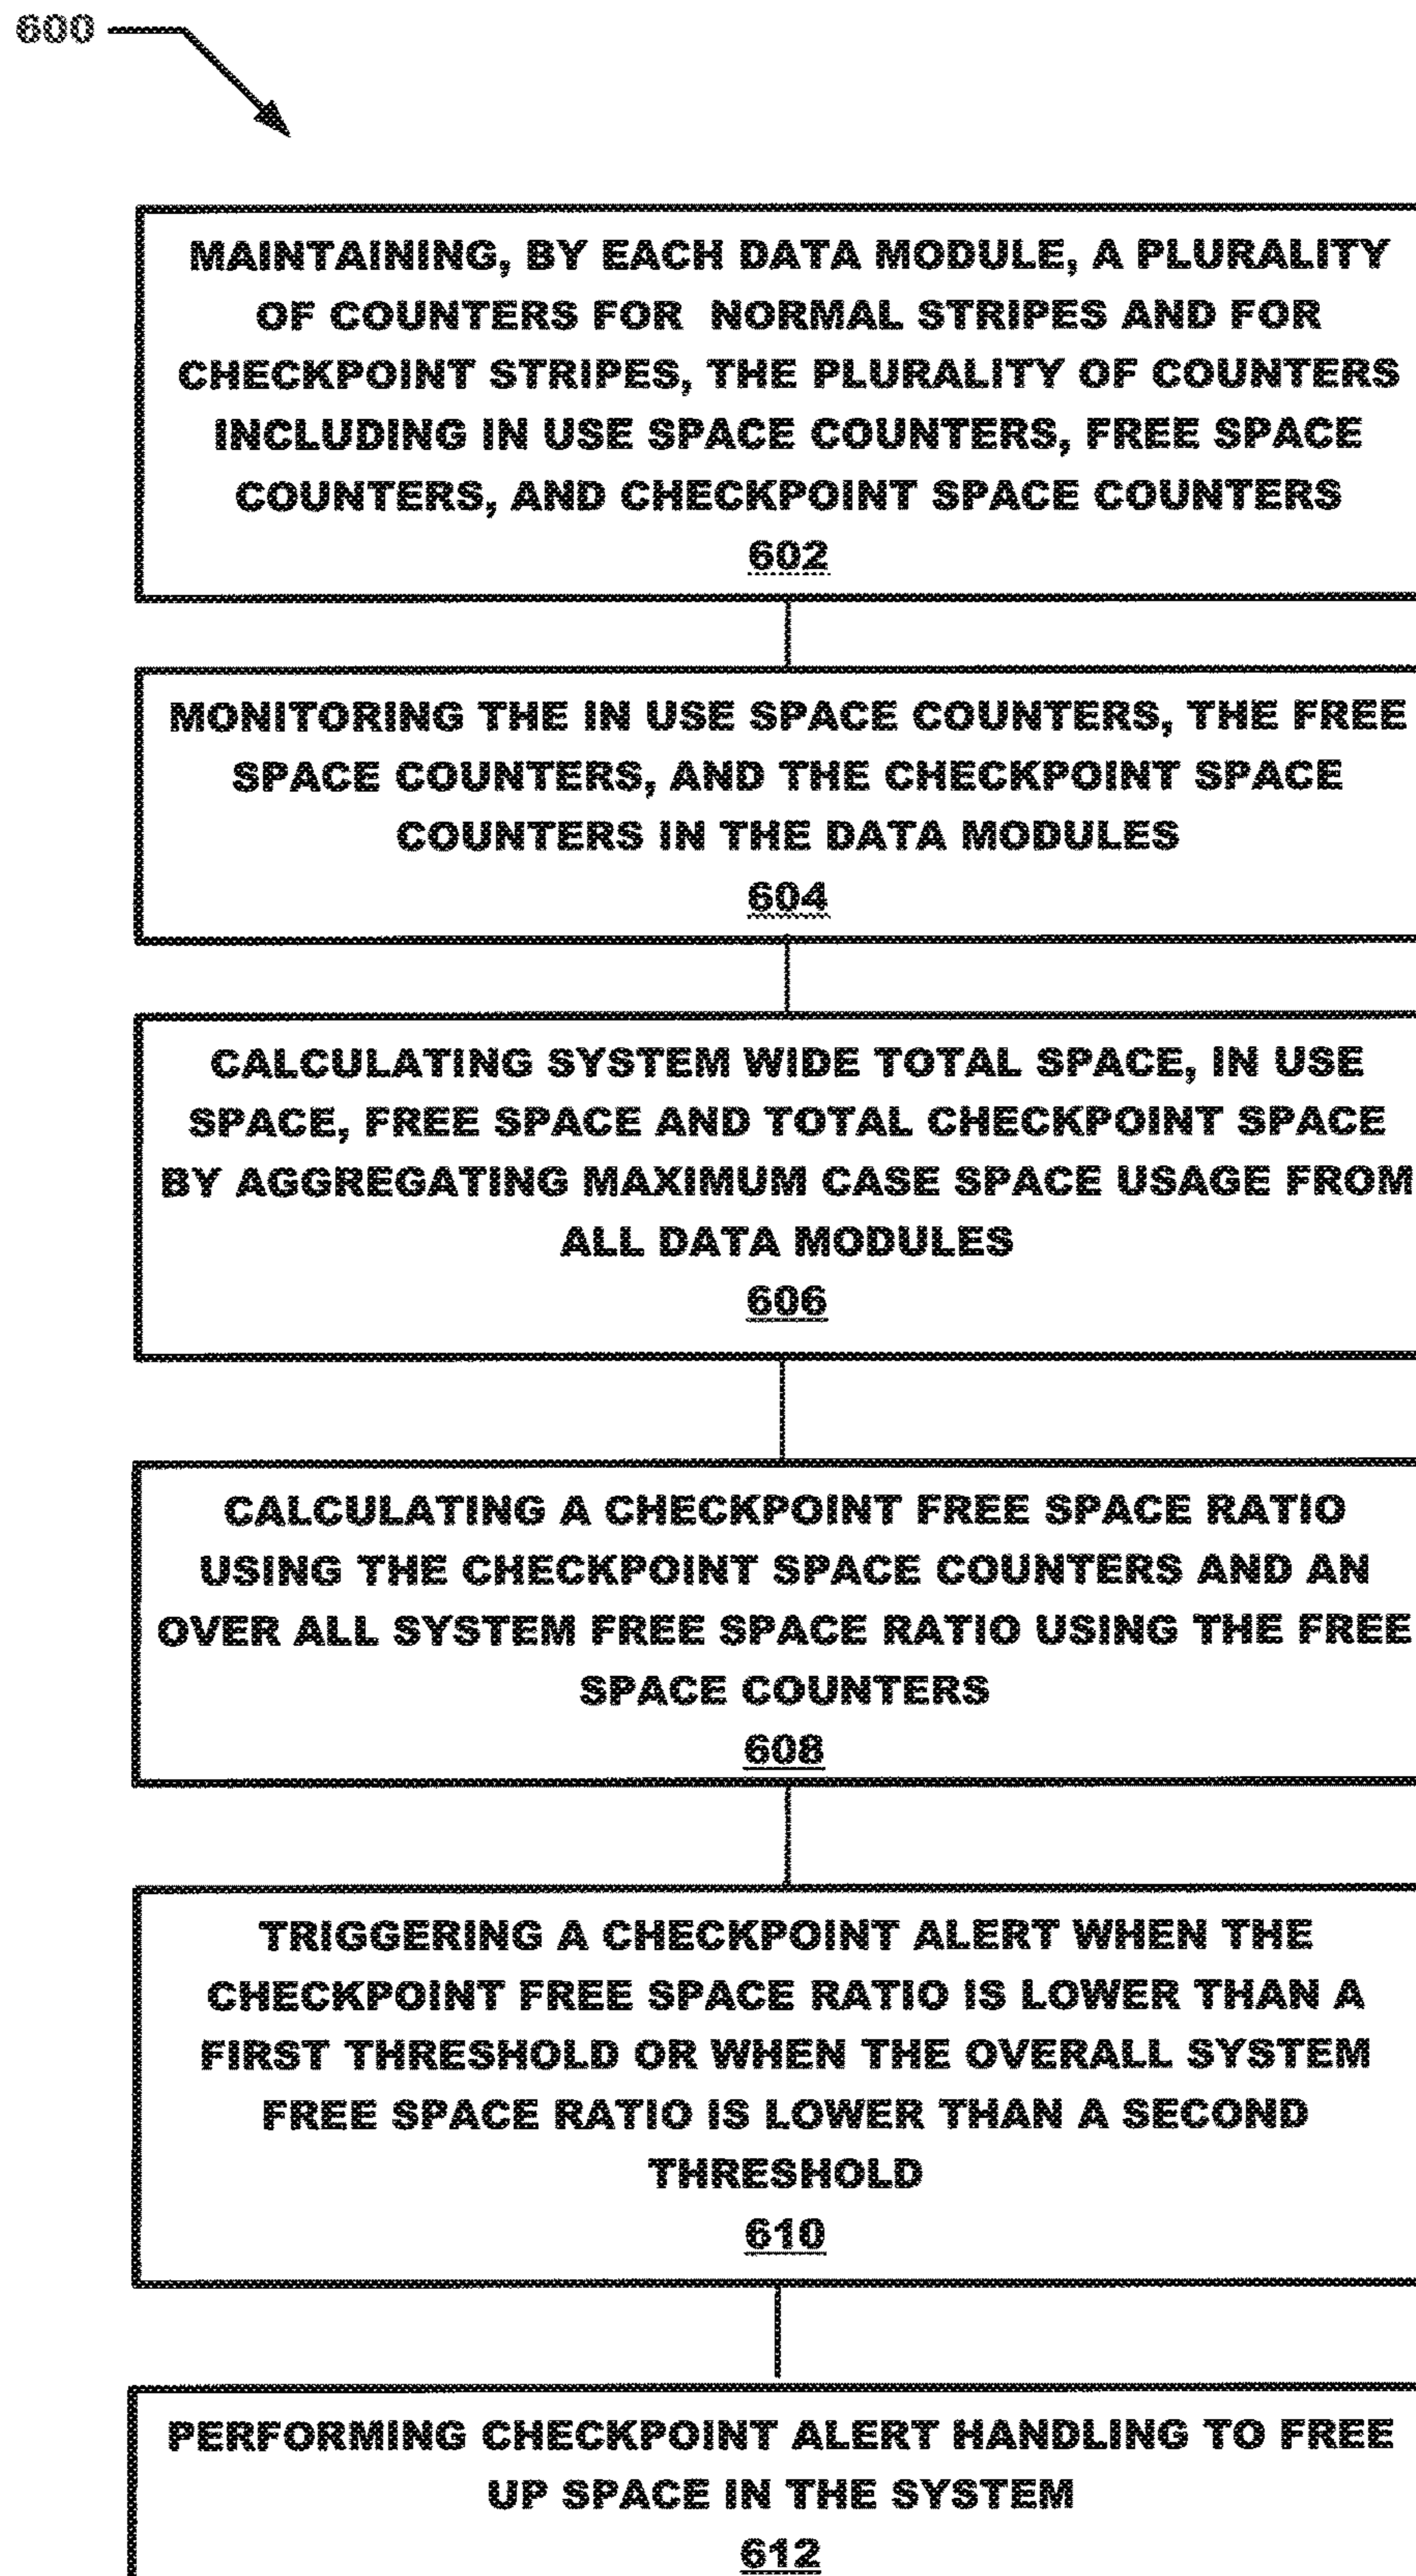 600
MAINTAINING, BY EACH DATA MODULE, A PLURALITY
OF COUNTERS FOR NORMAL STRIPES AND FOR
CHECKPOINT STRIPES, THE PLURALITY OF COUNTERS
INCLUDING IN USE SPACE COUNTERS, FREE SPACE
COUNTERS, AND CHECKPOINT SPACE COUNTERS
602
MONITORING THE IN USE SPACE COUNTERS, THE FREE
SPACE COUNTERS, AND THE CHECKPOINT SPACE
COUNTERS IN THE DATA MODULES
604
CALCULATING SYSTEM WIDE TOTAL SPACE, IN USE
SPACE, FREE SPACE AND TOTAL CHECKPOINT SPACE
BY AGGREGATING MAXIMUM CASE SPACE USAGE FROM
ALL DATA MODULES
606
CALCULATING A CHECKPOINT FREE SPACE RATIO
USING THE CHECKPOINT SPACE COUNTERS AND AN
OVER ALL SYSTEM FREE SPACE RATIO USING THE FREE
SPACE COUNTERS
608
TRIGGERING A CHECKPOINT ALERT WHEN THE
CHECKPOINT FREE SPACE RATIO IS LOWER THAN A
FIRST THRESHOLD OR WHEN THE OVERALL SYSTEM
FREE SPACE RATIO IS LOWER THAN A SECOND
THRESHOLD
610
PERFORMING CHECKPOINT ALERT HANDLING TO FREE
UP SPACE IN THE SYSTEM
612